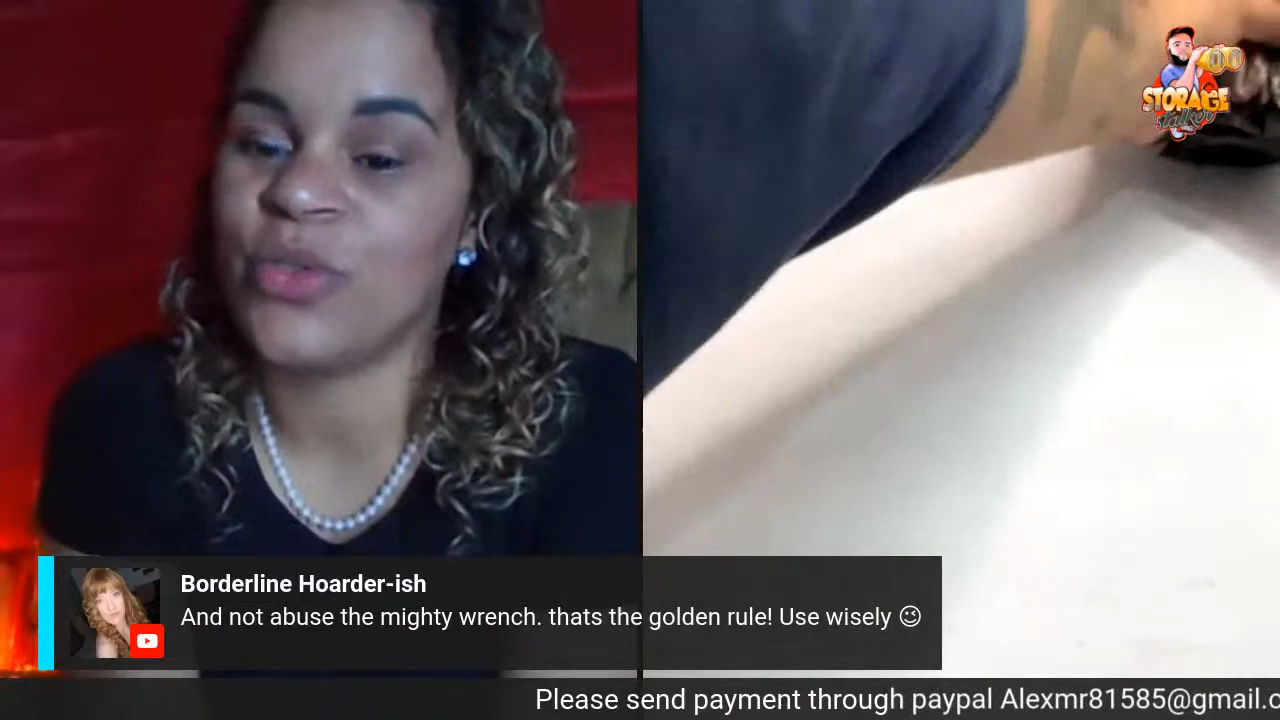 STORAGE
stalker
Borderline Hoarder-ish
And not abuse the mighty wrench. thats the golden rule! Use wisely 😉
Please send payment through paypal Alexmr81585@gmail.c